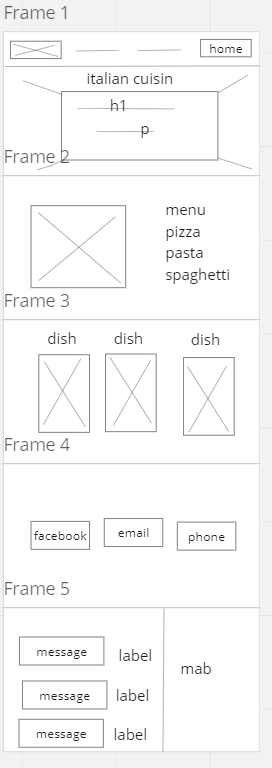 Frame 1
home
italian cuisin
h1
p
Frame 2
menu
pizza
pasta
spaghetti
Frame 3
dish dish dish
Frame 4
facebook email phone
Frame 5
message label
mab
message label
message label